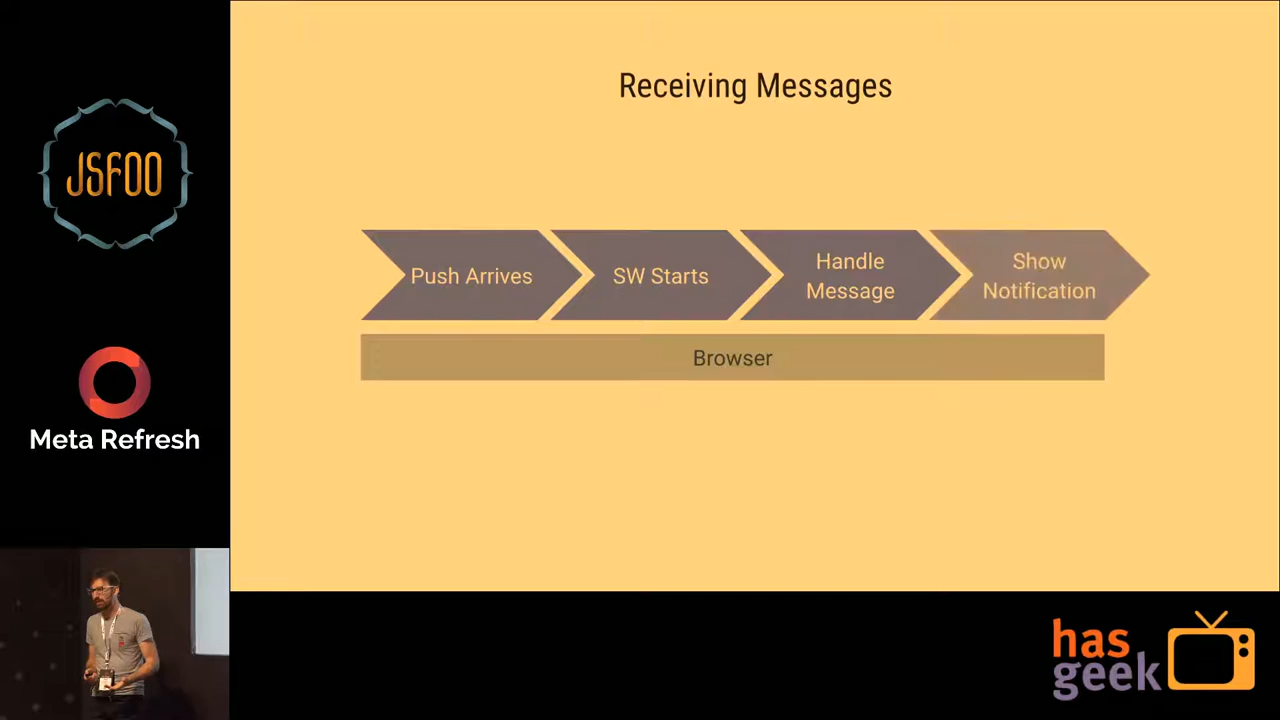 JSFOO
Meta Refresh
Receiving Messages
Push Arrives
SW Starts
Handle
Message
Show
Notification
Browser
has
geek